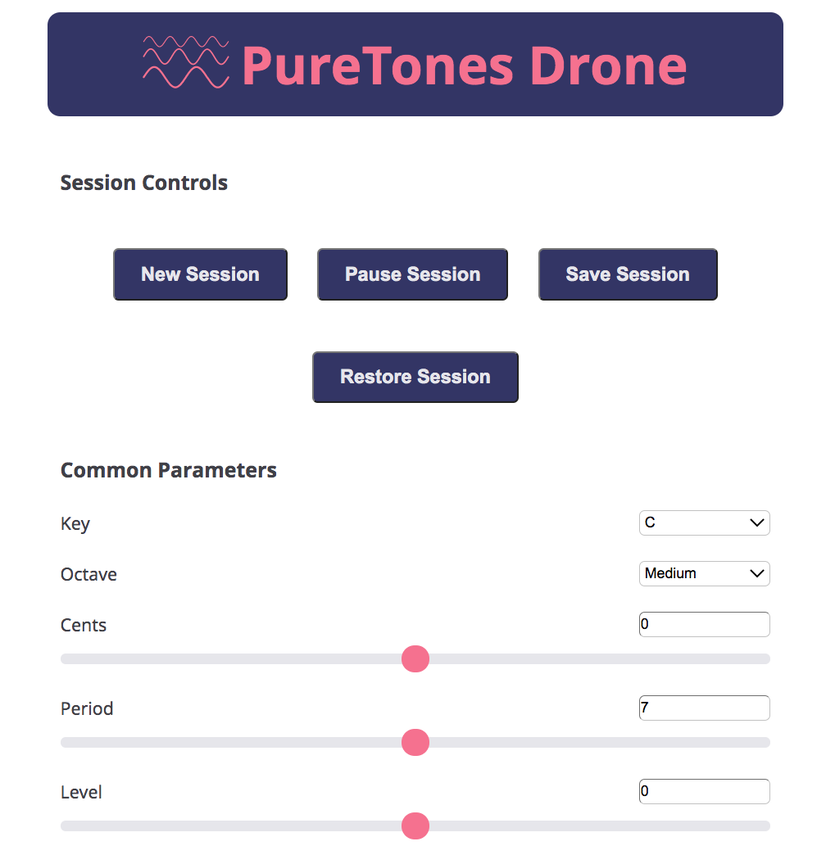 PureTones Drone
Session Controls
New Session Pause Session Save Session
Restore Session
Common Parameters
Key C
Octave Medium
Cents 0
Period 7
Level 0